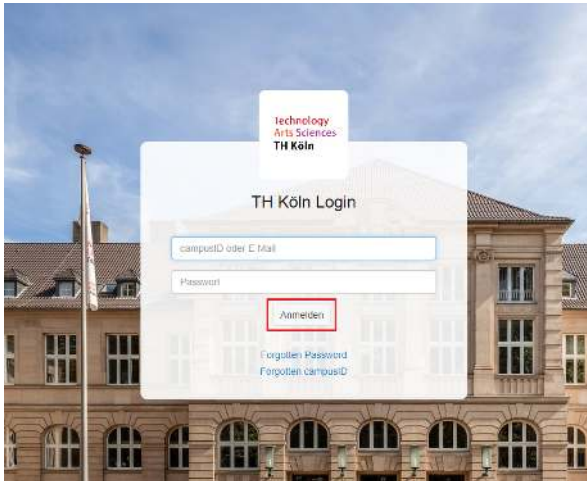 Technology
Arts Sciences
TH Köln
TH Köln Login
campusID oder E Mail
Passwort
Anmelden
Forgotten Password
Forgotten campusID